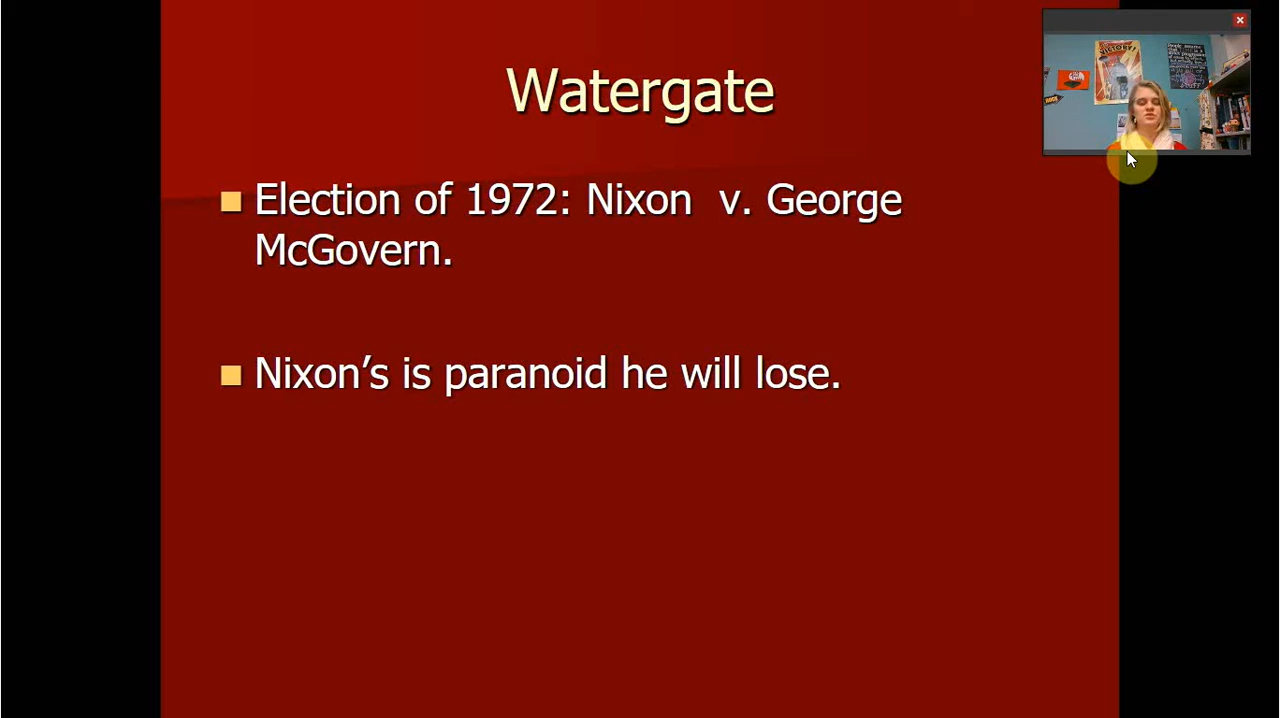 Watergate
Election of 1972: Nixon v. George
McGovern.
Nixon’s is paranoid he will lose.